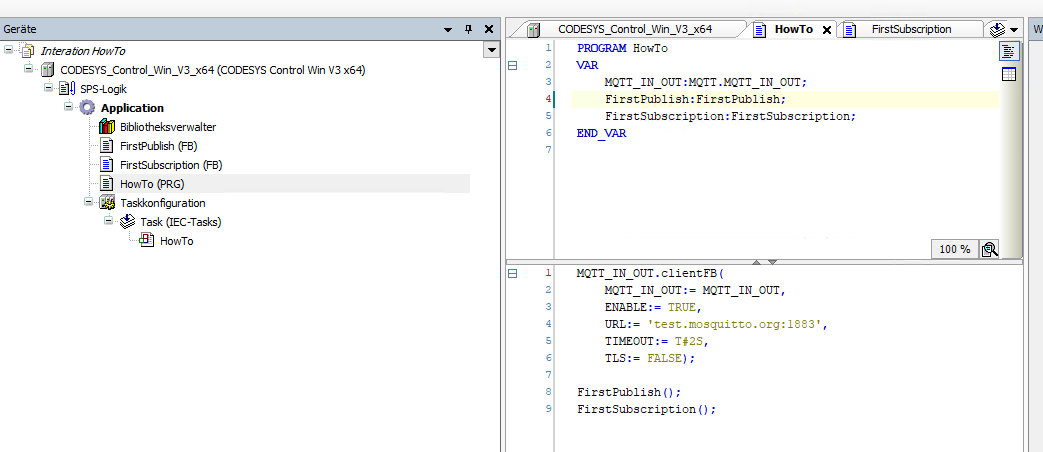 Geräte
Interation HowTo
CODESYS_Control_Win_V3_x64 (CODESYS Control Win V3 x64)
SPS-Logik
Application
Bibliotheksverwalter
FirstPublish (FB)
FirstSubscription (FB)
HowTo (PRG)
Taskkonfiguration
Task (IEC-Tasks)
HowTo
CODESYS_Control_Win_V3_x64 HowTo FirstSubscription
1 PROGRAM HowTo
2 VAR
3 MQTT_IN_OUT:MQTT.MQTT_IN_OUT;
4 FirstPublish:FirstPublish;
5 FirstSubscription:FirstSubscription;
6 END_VAR
7
100 %
1 MQTT_IN_OUT.clientFB(
2 MQTT_IN_OUT:= MQTT_IN_OUT,
3 ENABLE:= TRUE,
4 URL:= 'test.mosquitto.org:1883',
5 TIMEOUT:= T#2S,
6 TLS:= FALSE);
7
8 FirstPublish();
9 FirstSubscription();
W